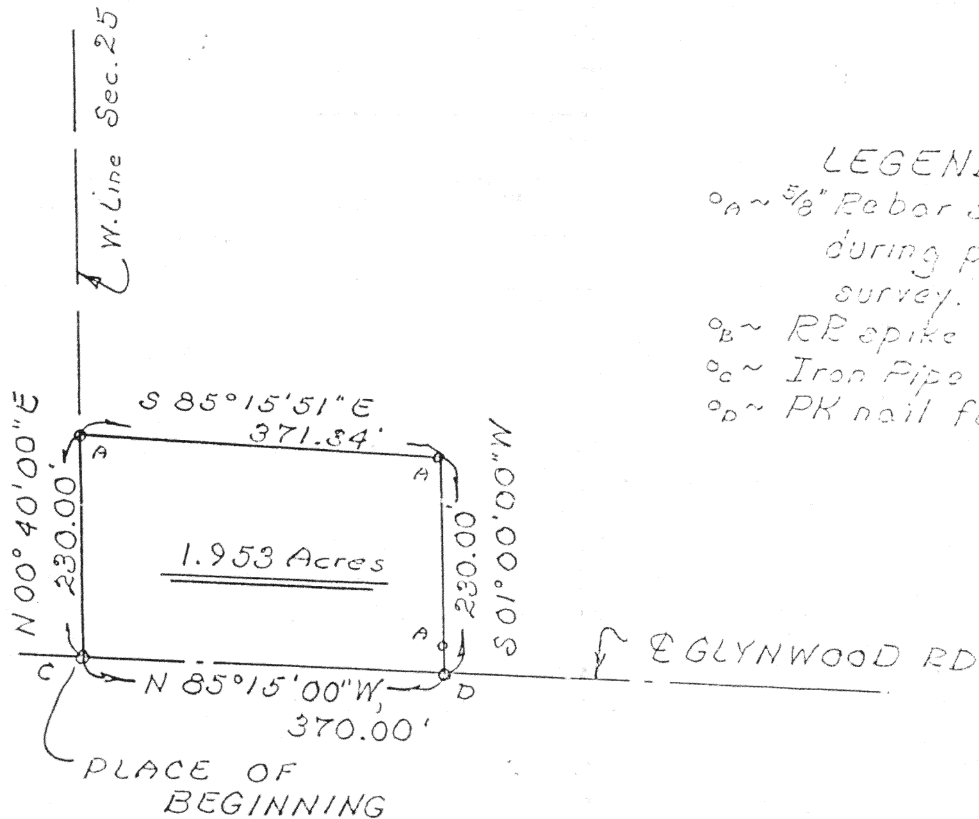 W. Line Sec. 25
LEGEND
°A ~ 5/8" Rebar
during
survey.
°B ~ RR spike
°C ~ Iron Pipe
°D ~ PK nail
S 85°15'51"E
371.34'
A
A
N 00°40'00"E
230.00'
S 01°00'00"W
230.00'
1.953 Acres
A
C
D
N 85°15'00"W,
370.00'
℄ GLYNWOOD RD
PLACE OF
BEGINNING